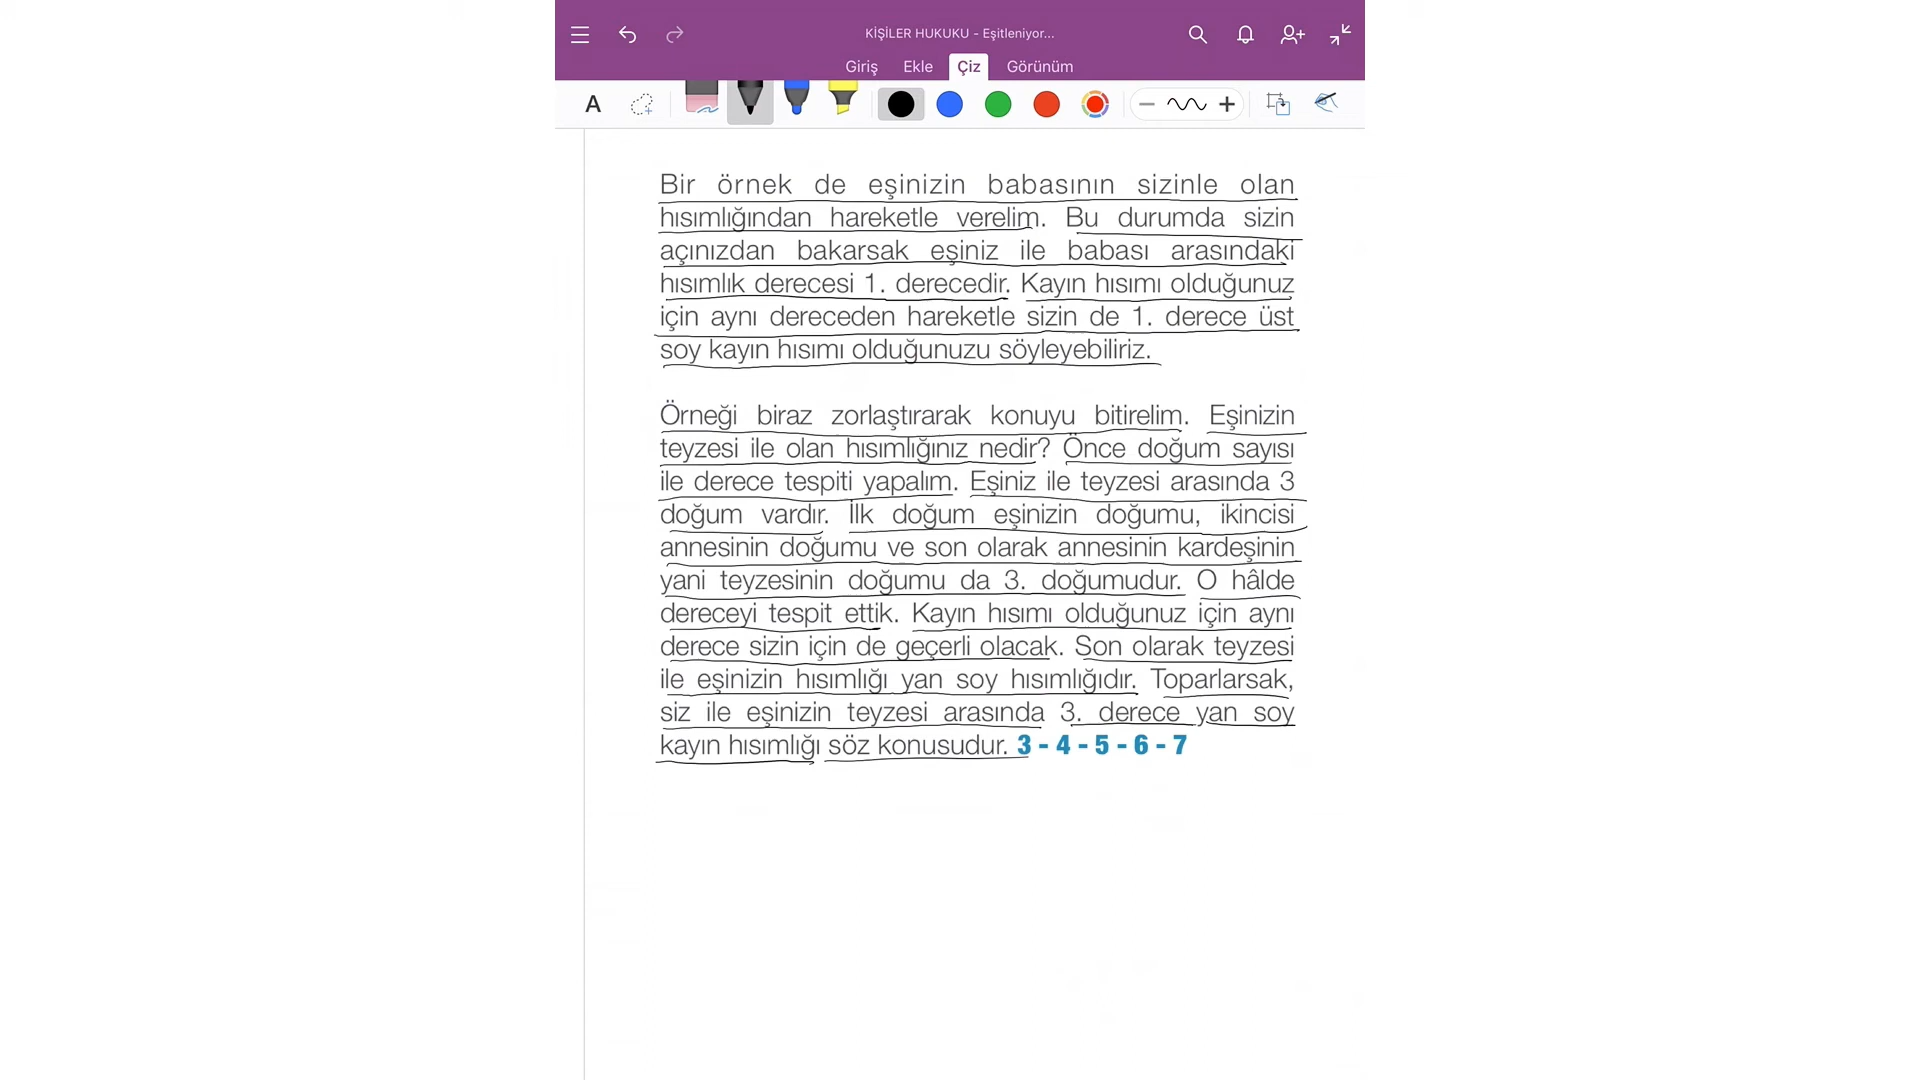 KİŞİLER HUKUKU - Eşitleniyor...
Giriş Ekle Çiz Görünüm
A
Bir örnek de eşinizin babasının sizinle olan
hısımlığından hareketle verelim. Bu durumda sizin
açınızdan bakarsak eşiniz ile babası arasındaki
hısımlık derecesi 1. derecedir. Kayın hısımı olduğunuz
için aynı dereceden hareketle sizin de 1. derece üst
soy kayın hısımı olduğunuzu söyleyebiliriz.
Örneği biraz zorlaştırarak konuyu bitirelim. Eşinizin
teyzesi ile olan hısımlığınız nedir? Önce doğum sayısı
ile derece tespiti yapalım. Eşiniz ile teyzesi arasında 3
doğum vardır. İlk doğum eşinizin doğumu, ikincisi
annesinin doğumu ve son olarak annesinin kardeşinin
yani teyzesinin doğumu da 3. doğumudur. O hâlde
dereceyi tespit ettik. Kayın hısımı olduğunuz için aynı
derece sizin için de geçerli olacak. Son olarak teyzesi
ile eşinizin hısımlığı yan soy hısımlığıdır. Toparlarsak,
siz ile eşinizin teyzesi arasında 3. derece yan soy
kayın hısımlığı söz konusudur. 3 - 4 - 5 - 6 - 7